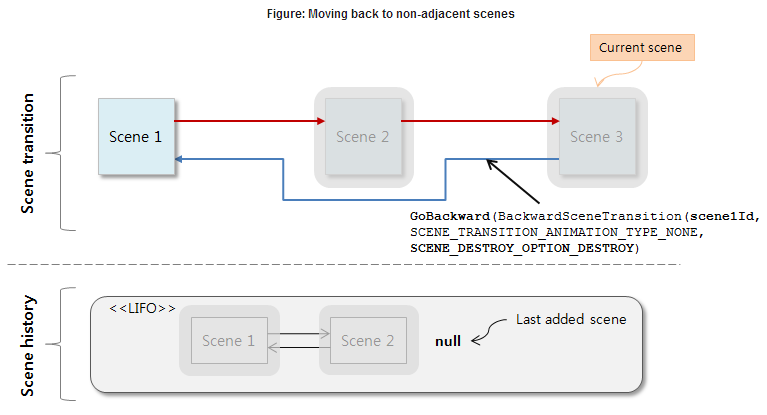 Figure: Moving back to non-adjacent scenes
Current scene
Scene transition
Scene 1
Scene 2
Scene 3
GoBackward(BackwardSceneTransition(scene1Id,
SCENE_TRANSITION_ANIMATION_TYPE_NONE,
SCENE_DESTROY_OPTION_DESTROY)
Scene history
<<LIFO>>
Scene 1
Scene 2
null
Last added scene